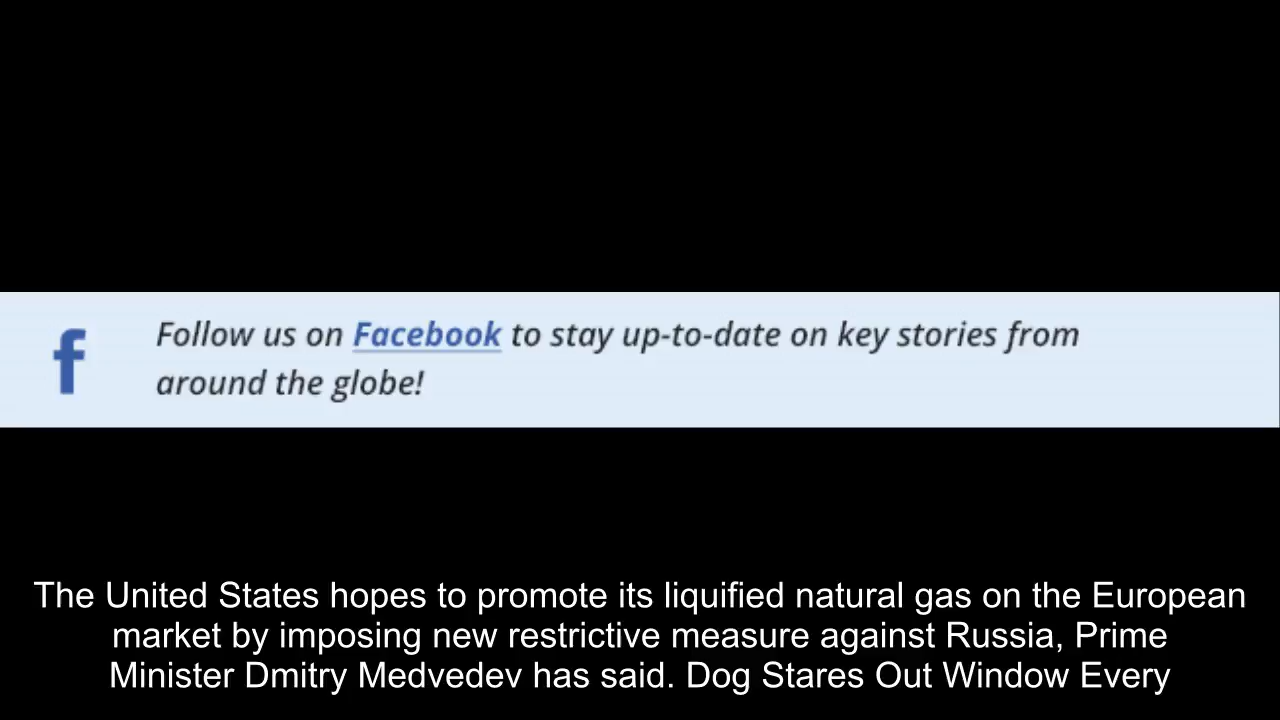 f
Follow us on Facebook to stay up-to-date on key stories from
around the globe!
The United States hopes to promote its liquified natural gas on the European
market by imposing new restrictive measure against Russia, Prime
Minister Dmitry Medvedev has said. Dog Stares Out Window Every